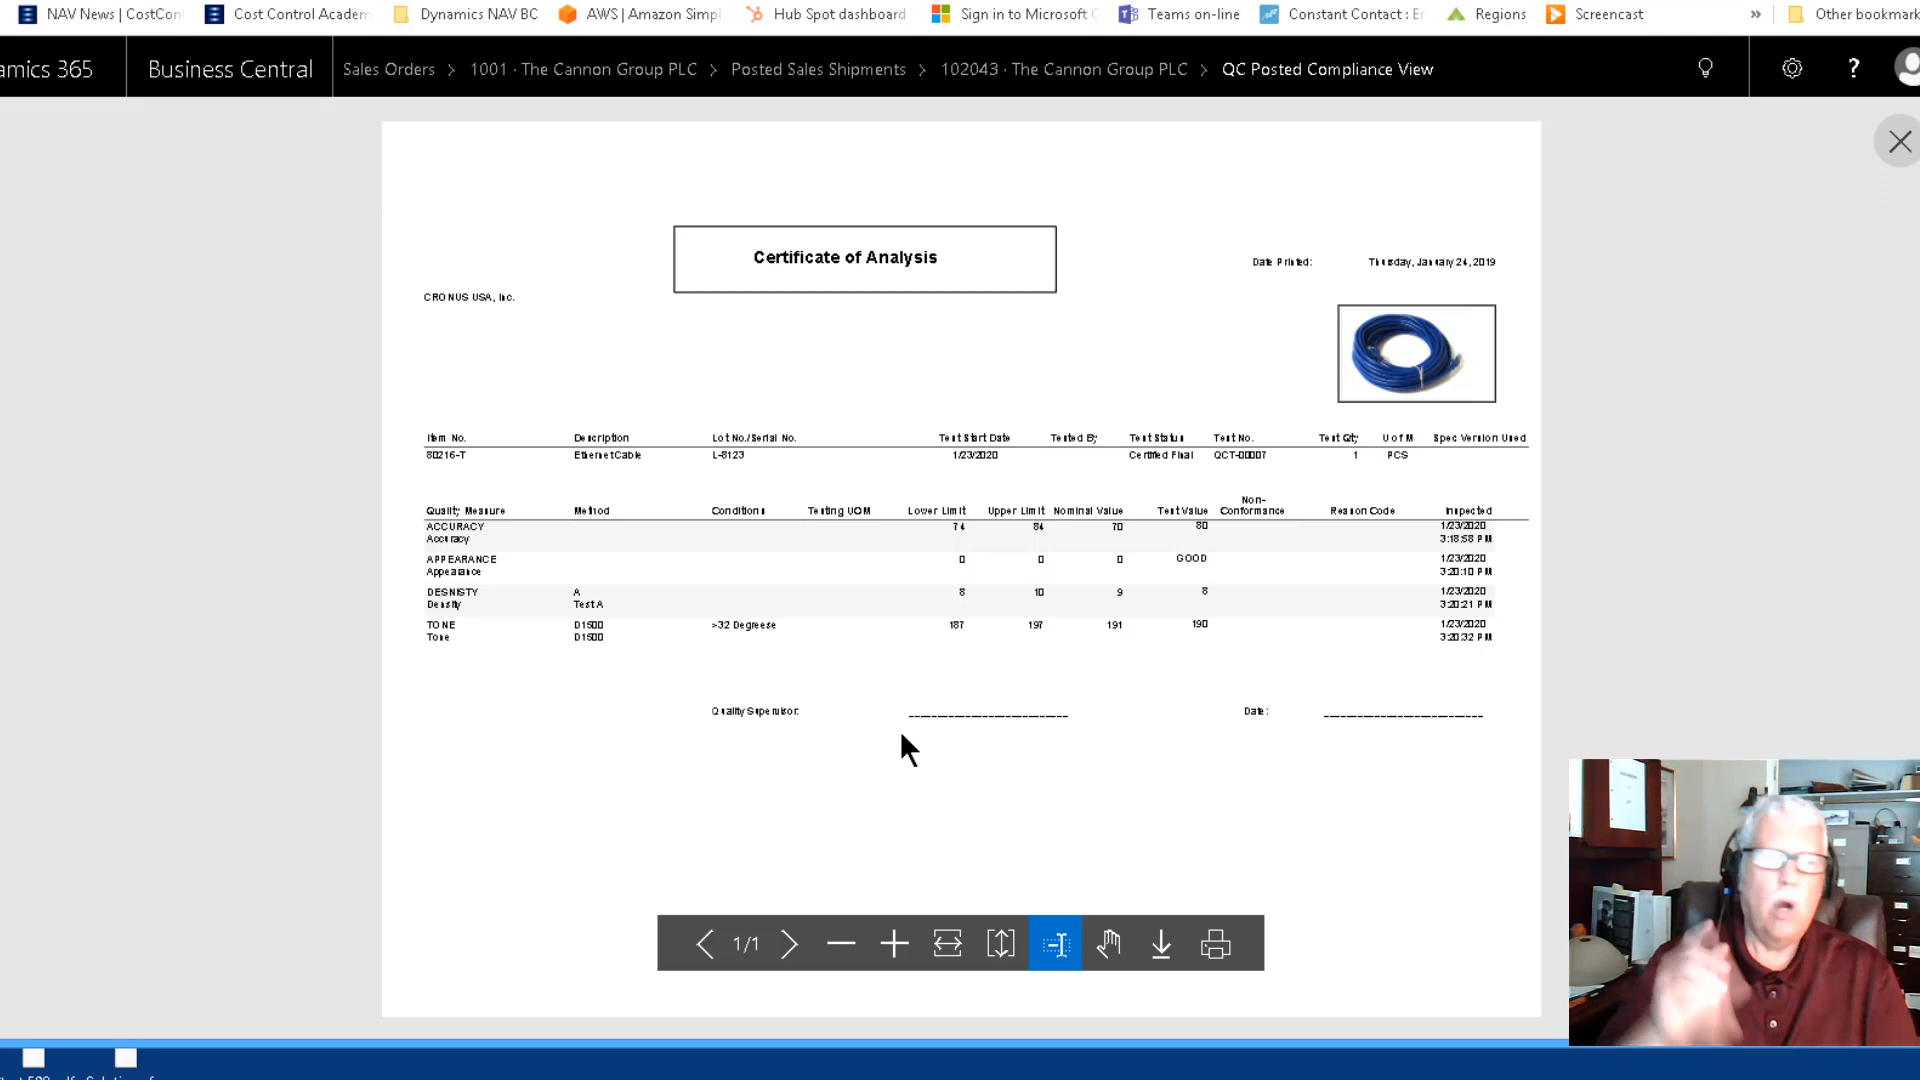 NAV News | CostCon
Cost Control Academ
Dynamics NAV BC
AWS | Amazon Simpl
Hub Spot dashboard
Sign in to Microsoft
Teams on-line
Constant Contact : E
Regions
Screencast
»
Other bookmark
amics 365
Business Central
Sales Orders > 1001 · The Cannon Group PLC > Posted Sales Shipments > 102043 · The Cannon Group PLC > QC Posted Compliance View
?
Certificate of Analysis
Date Printed: Thursday, January 24, 2019
CRONUS USA, Inc.
Item No. Description Lot No./Serial No. Test Start Date Tested By Test Status Test No. Test Qty U of M Spec Version Used
80216-T Ethernet Cable L-8123 1/23/2020 Certified Final QCT-00007 1 PCS
Quality Measure Method Conditions Testing UOM Lower Limit Upper Limit Nominal Value Test Value Non-Conformance Reason Code Inspected
ACCURACY 74 84 70 80 1/23/2020
Accuracy 3:18:58 PM
APPEARANCE 0 0 0 GOOD 1/23/2020
Appearance 3:20:10 PM
DESNISTY A 8 10 9 8 1/23/2020
Density Test A 3:20:21 PM
TONE D1500 >32 Degreese 187 197 191 190 1/23/2020
Tone D1500 3:20:32 PM
Quality Supervisor: Date:
1/1